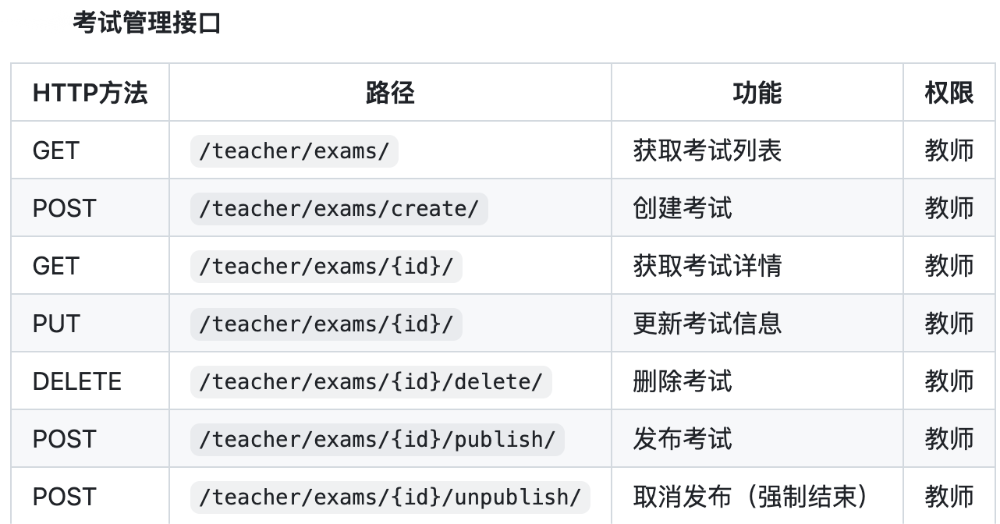 考试管理接口
HTTP方法 路径 功能 权限
GET /teacher/exams/ 获取考试列表 教师
POST /teacher/exams/create/ 创建考试 教师
GET /teacher/exams/{id}/ 获取考试详情 教师
PUT /teacher/exams/{id}/ 更新考试信息 教师
DELETE /teacher/exams/{id}/delete/ 删除考试 教师
POST /teacher/exams/{id}/publish/ 发布考试 教师
POST /teacher/exams/{id}/unpublish/ 取消发布（强制结束） 教师